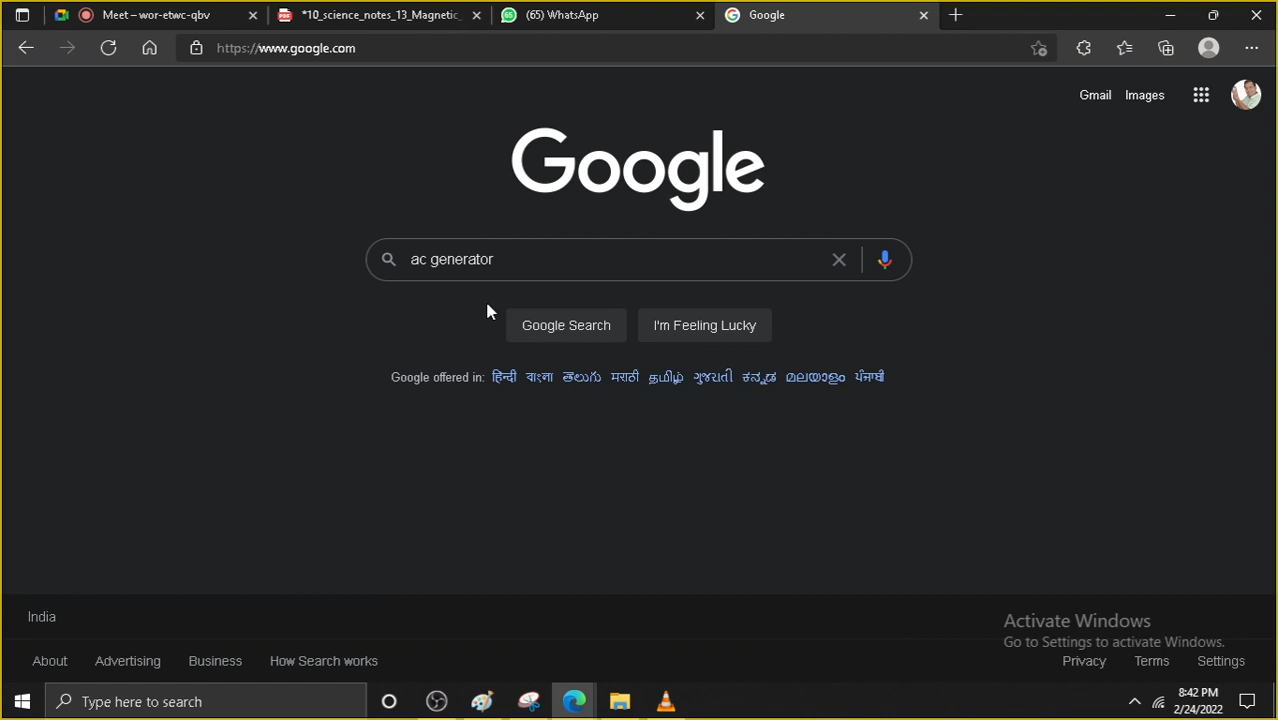 Meet – wor-etwc-qbv
*10_science_notes_13_Magnetic_
(65) WhatsApp
Google
https://www.google.com
Gmail Images
Google
ac generator
Google Search I'm Feeling Lucky
Google offered in: हिन्दी বাংলা తెలుగు मराठी தமிழ் ગુજરાતી ಕನ್ನಡ മലയാളം ਪੰਜਾਬੀ
India
Activate Windows
Go to Settings to activate Windows.
About Advertising Business How Search works Privacy Terms Settings
Type here to search
8:42 PM
2/24/2022